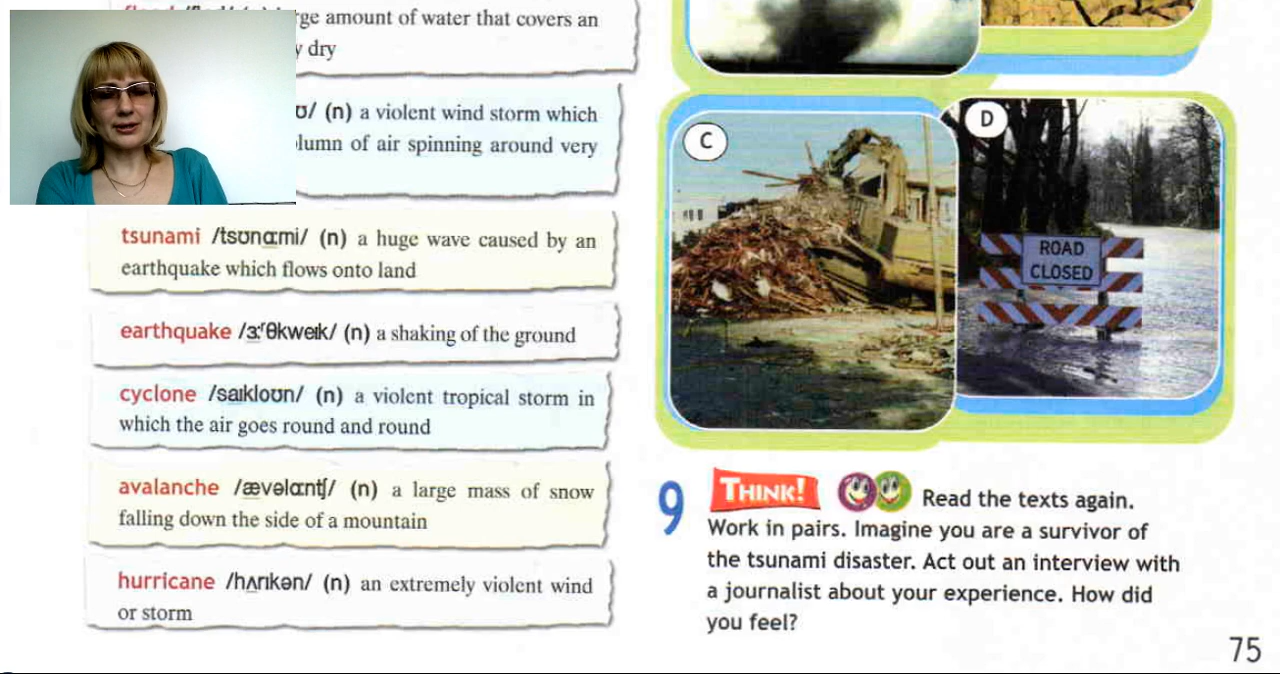 amount of water that covers an
dry
ʊ/ (n) a violent wind storm which
of air spinning around very
tsunami /tsʊnɑːmi/ (n) a huge wave caused by an
earthquake which flows onto land
earthquake /ɜːʳθkweɪk/ (n) a shaking of the ground
cyclone /saɪkloʊn/ (n) a violent tropical storm in
which the air goes round and round
avalanche /ævəlɑːntʃ/ (n) a large mass of snow
falling down the side of a mountain
hurricane /hʌrɪkən/ (n) an extremely violent wind
or storm
C
D
ROAD
CLOSED
9 THINK! Read the texts again.
Work in pairs. Imagine you are a survivor of
the tsunami disaster. Act out an interview with
a journalist about your experience. How did
you feel?
75